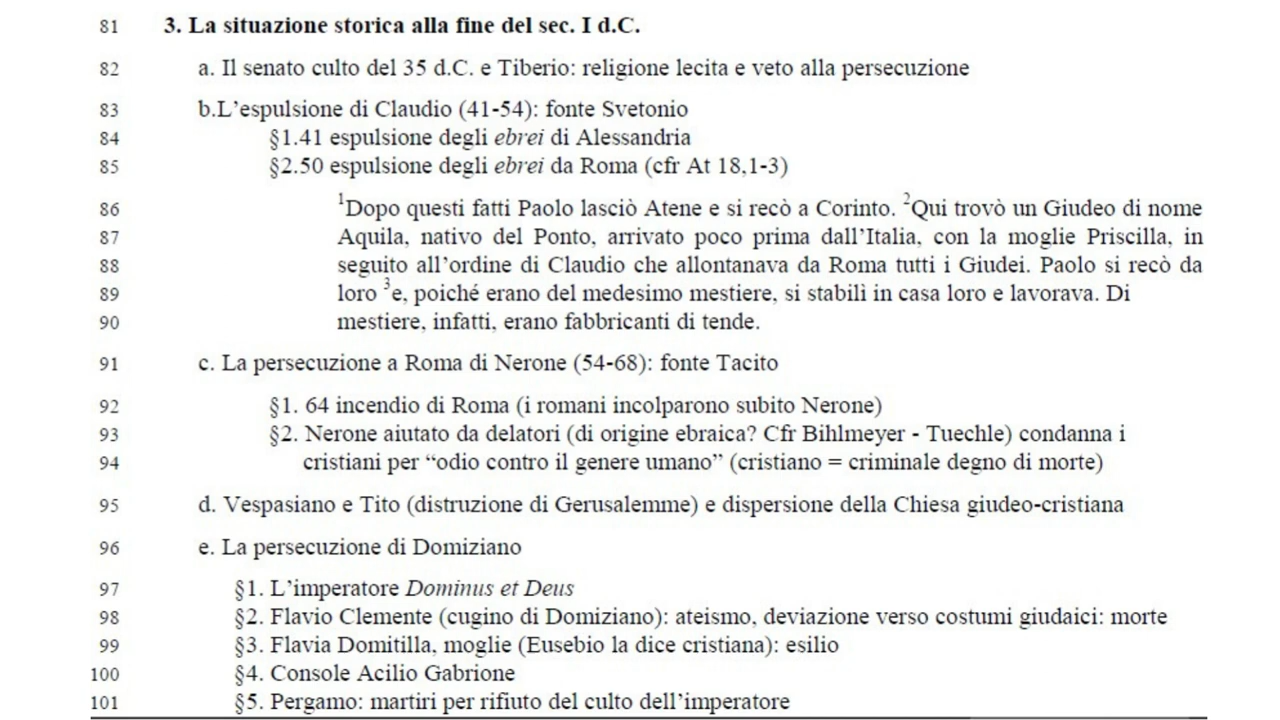 81 3. La situazione storica alla fine del sec. I d.C.
82 a. Il senato culto del 35 d.C. e Tiberio: religione lecita e veto alla persecuzione
83 b.L'espulsione di Claudio (41-54): fonte Svetonio
84 §1.41 espulsione degli ebrei di Alessandria
85 §2.50 espulsione degli ebrei da Roma (cfr At 18,1-3)
86 1Dopo questi fatti Paolo lasciò Atene e si recò a Corinto. 2Qui trovò un Giudeo di nome
87 Aquila, nativo del Ponto, arrivato poco prima dall'Italia, con la moglie Priscilla, in
88 seguito all'ordine di Claudio che allontanava da Roma tutti i Giudei. Paolo si recò da
89 loro 3e, poiché erano del medesimo mestiere, si stabilì in casa loro e lavorava. Di
90 mestiere, infatti, erano fabbricanti di tende.
91 c. La persecuzione a Roma di Nerone (54-68): fonte Tacito
92 §1. 64 incendio di Roma (i romani incolparono subito Nerone)
93 §2. Nerone aiutato da delatori (di origine ebraica? Cfr Bihlmeyer - Tuechle) condanna i
94 cristiani per “odio contro il genere umano” (cristiano = criminale degno di morte)
95 d. Vespasiano e Tito (distruzione di Gerusalemme) e dispersione della Chiesa giudeo-cristiana
96 e. La persecuzione di Domiziano
97 §1. L'imperatore Dominus et Deus
98 §2. Flavio Clemente (cugino di Domiziano): ateismo, deviazione verso costumi giudaici: morte
99 §3. Flavia Domitilla, moglie (Eusebio la dice cristiana): esilio
100 §4. Console Acilio Gabrione
101 §5. Pergamo: martiri per rifiuto del culto dell'imperatore